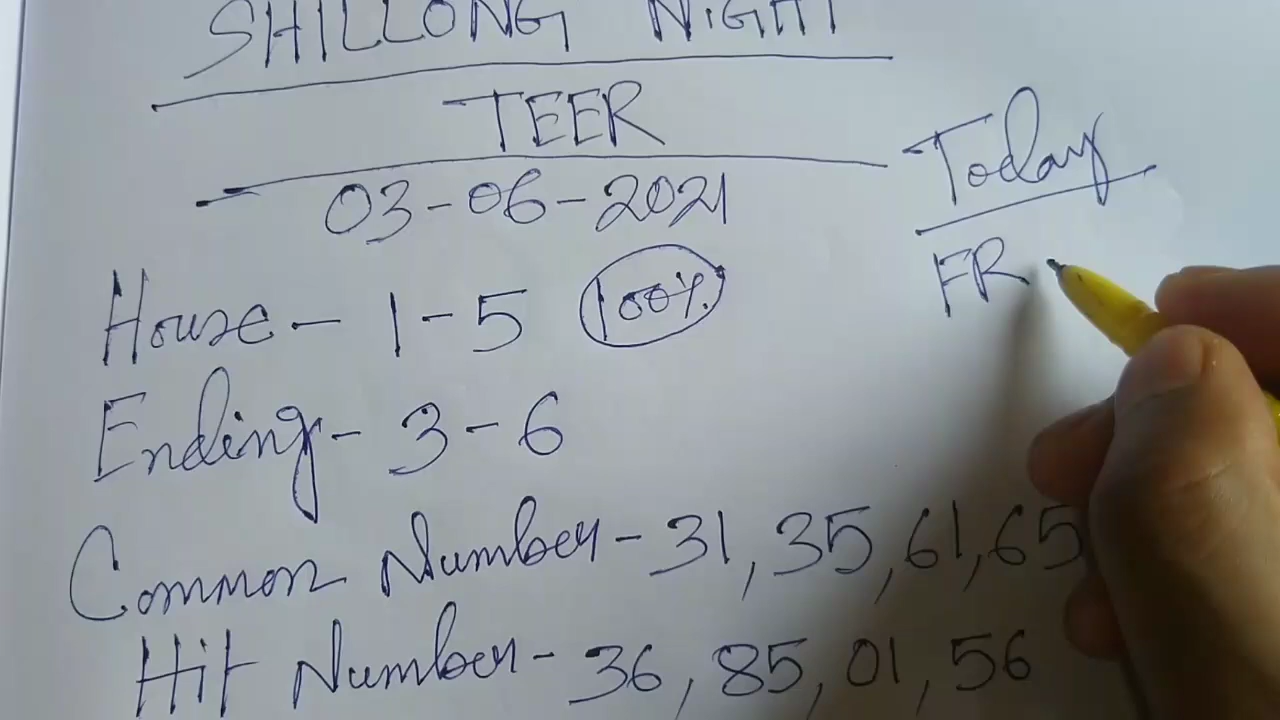 SHILLONG NIGHT
TEER
03-06-2021
Today
FR
House - 1-5 100%
Ending - 3-6
Common Number - 31, 35, 61, 65
Hit Number - 36, 85, 01, 56